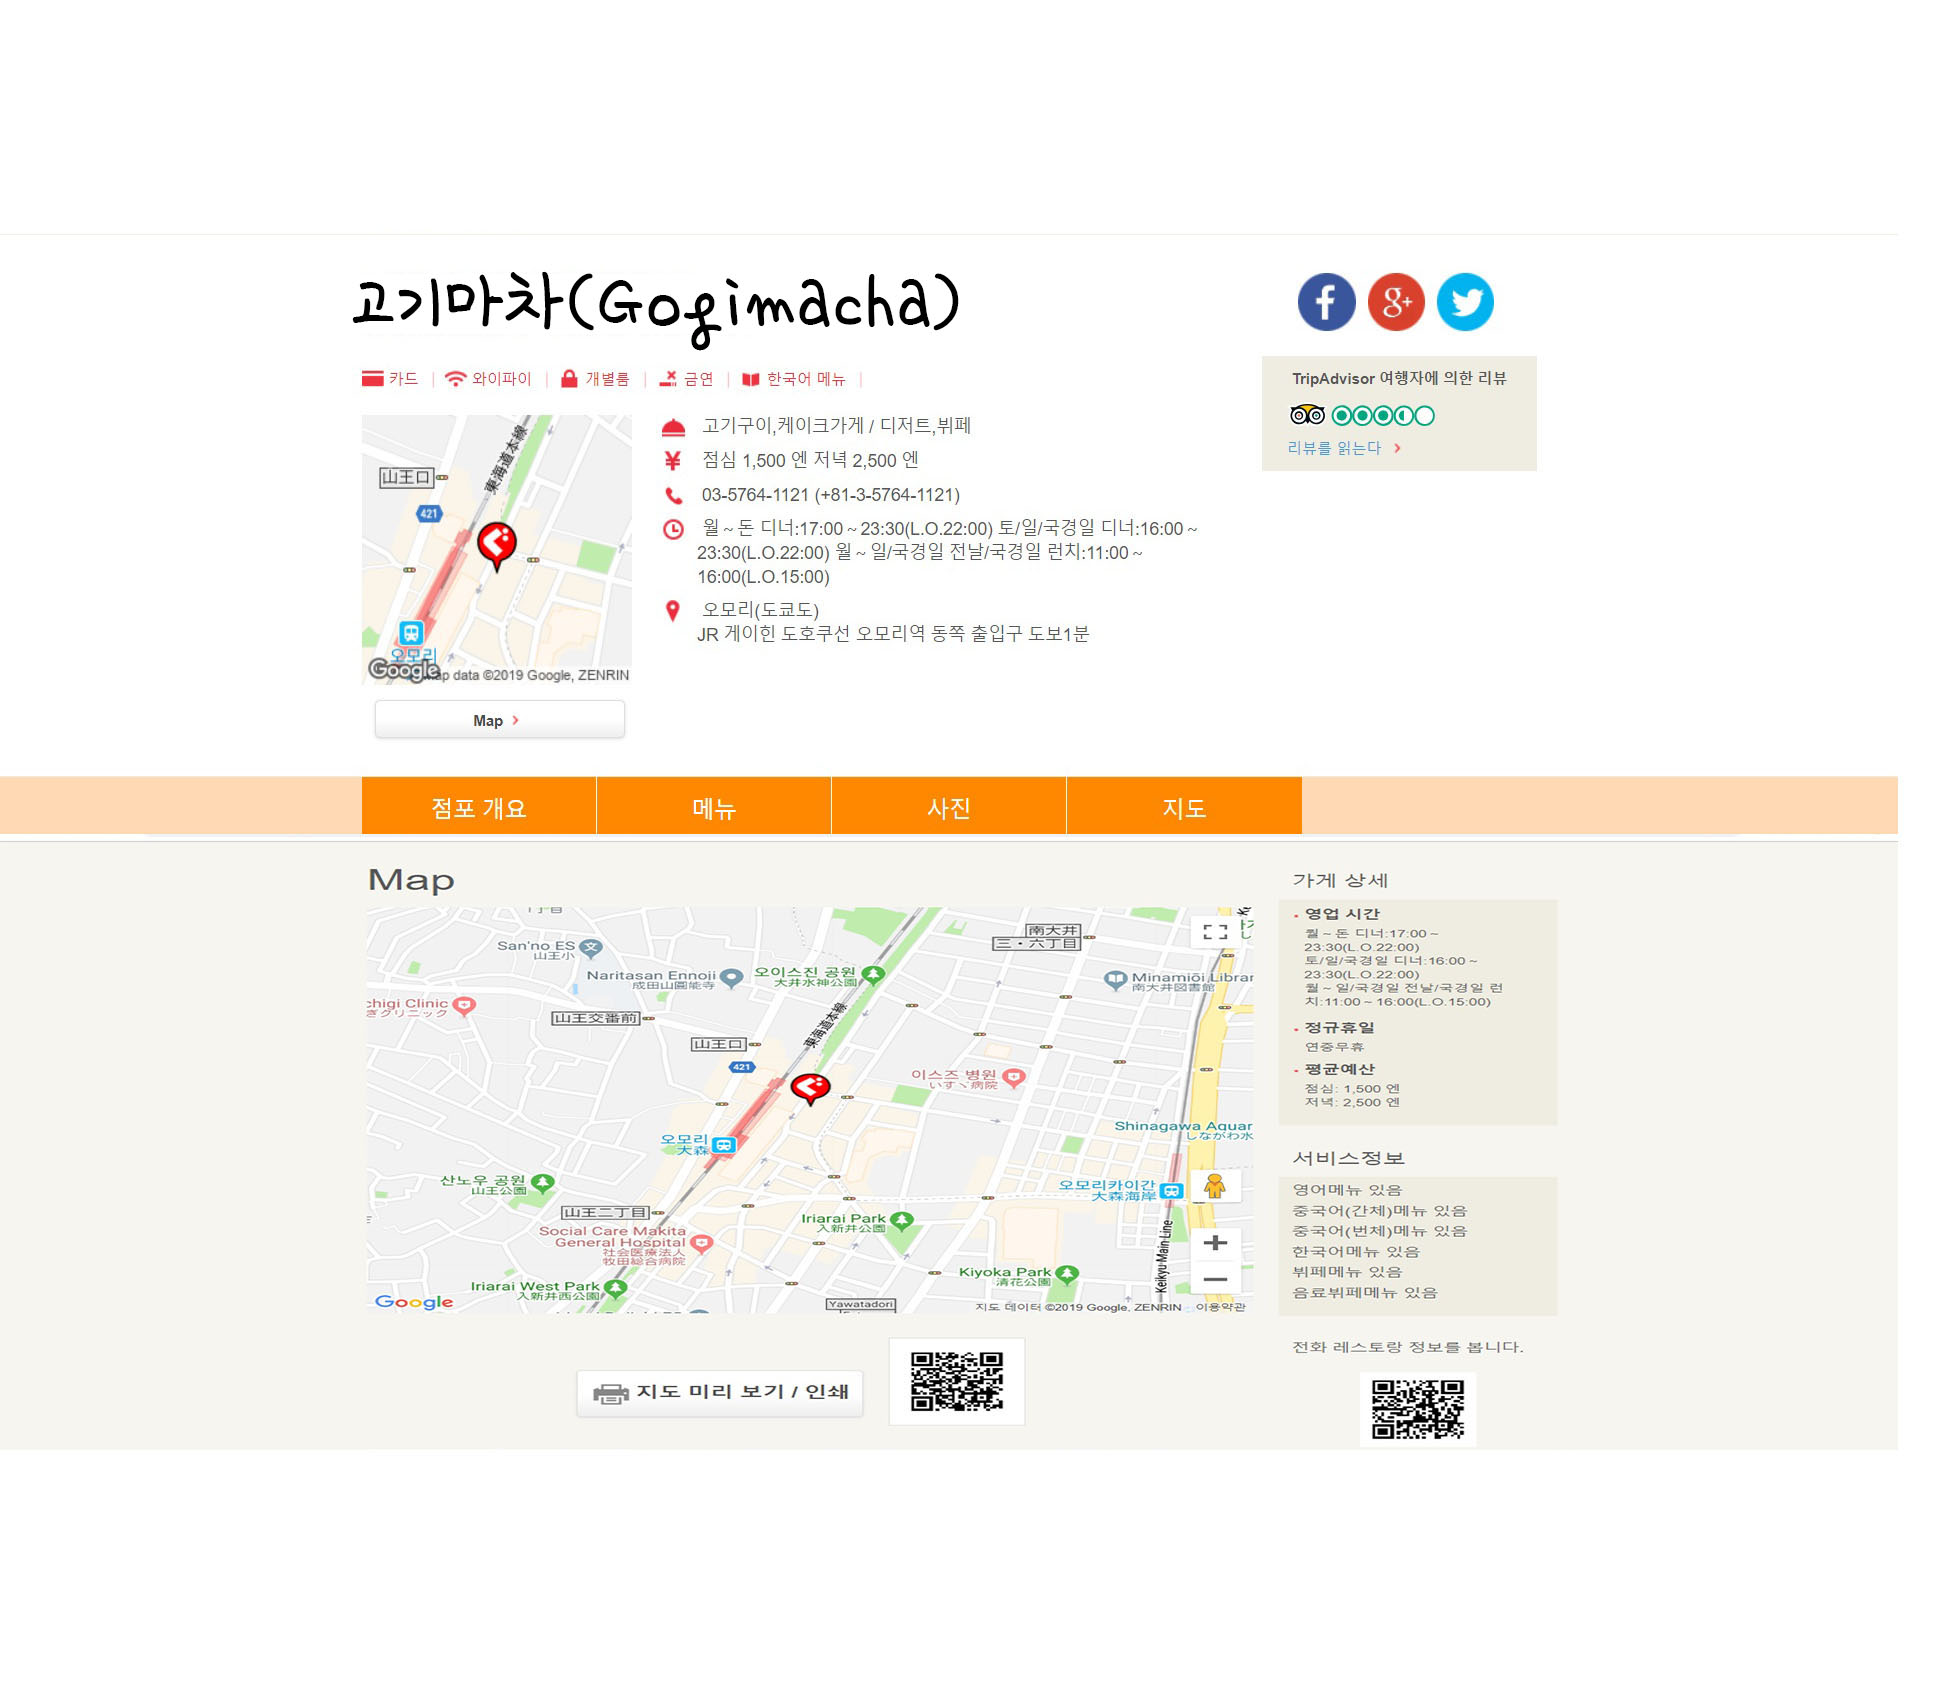 고기마차(Gogimacha)
카드 | 와이파이 | 개별룸 | 금연 | 한국어 메뉴 |
TripAdvisor 여행자에 의한 리뷰
리뷰를 읽는다
고기구이,케이크가게 / 디저트,뷔페
점심 1,500 엔 저녁 2,500 엔
03-5764-1121 (+81-3-5764-1121)
월~돈 디너:17:00~23:30(L.O.22:00) 토/일/국경일 디너:16:00~
23:30(L.O.22:00) 월~일/국경일 전날/국경일 런치:11:00~
16:00(L.O.15:00)
오모리(도쿄도)
JR 게이힌 도호쿠선 오모리역 동쪽 출입구 도보1분
東海道本線
山王口
421
오모리
Google
Map data ©2019 Google, ZENRIN
Map
점포 개요
메뉴
사진
지도
Map
San'no ES
山王小
Naritasan Ennoji
成田山圓能寺
오이스진 공원
大井水神公園
南大井
三・六丁目
Minamiōi Librar
南大井図書館
chigi Clinic
ぎクリニック
山王交番前
東海道本線
山王口
421
이스즈 병원
いすゞ病院
오모리
大森
Shinagawa Aquar
しながわ水
산노우 공원
山王公園
오모리카이간
大森海岸
山王二丁目
Iriarai Park
入新井公園
Social Care Makita
General Hospital
社会医療法人
牧田総合病院
Keikyu Main Line
Iriarai West Park
入新井西公園
Kiyoka Park
清花公園
Google
Yawatadori
지도 데이터 ©2019 Google, ZENRIN
이용약관
지도 미리 보기 / 인쇄
가게 상세
영업 시간
월~돈 디너:17:00~
23:30(L.O.22:00)
토/일/국경일 디너:16:00~
23:30(L.O.22:00)
월~일/국경일 전날/국경일 런
치:11:00~16:00(L.O.15:00)
정규휴일
연중무휴
평균예산
점심: 1,500 엔
저녁: 2,500 엔
서비스정보
영어메뉴 있음
중국어(간체)메뉴 있음
중국어(번체)메뉴 있음
한국어메뉴 있음
뷔페메뉴 있음
음료뷔페메뉴 있음
전화 레스토랑 정보를 봅니다.